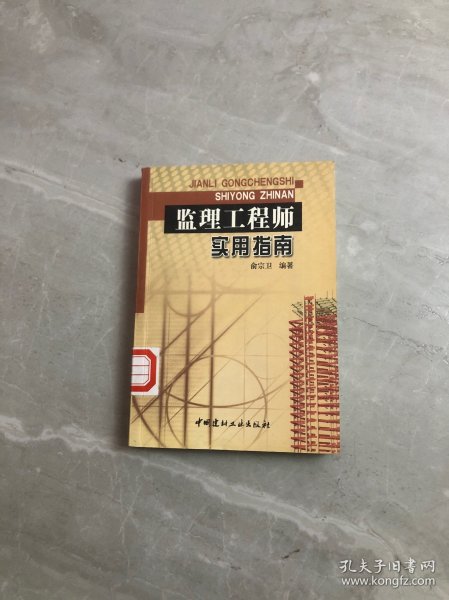 JIANLI GONGCHENGSHI
SHIYONG ZHINAN
监理工程师
实用指南
俞宗卫 编著
中国建材工业出版社
孔夫子旧书网
www.kongfz.com